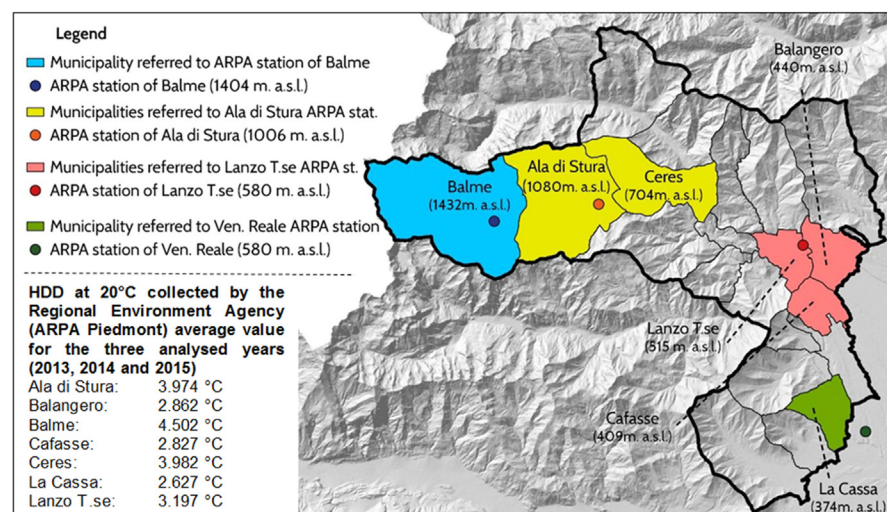 Legend
Municipality referred to ARPA station of Balme
ARPA station of Balme (1404 m. a.s.l.)
Municipalities referred to Ala di Stura ARPA stat.
ARPA station of Ala di Stura (1006 m. a.s.l.)
Municipalities referred to Lanzo T.se ARPA st.
ARPA station of Lanzo T.se (580 m. a.s.l.)
Municipality referred to Ven. Reale ARPA station
ARPA station of Ven. Reale (580 m. a.s.l.)
HDD at 20°C collected by the
Regional Environment Agency
(ARPA Piedmont) average value
for the three analysed years
(2013, 2014 and 2015)
Ala di Stura: 3.974 °C
Balangero: 2.862 °C
Balme: 4.502 °C
Cafasse: 2.827 °C
Ceres: 3.982 °C
La Cassa: 2.627 °C
Lanzo T.se: 3.197 °C
Balangero
(440m. a.s.l.)
Balme
(1432m. a.s.l.)
Ala di Stura
(1080m. a.s.l.)
Ceres
(704m. a.s.l.)
Lanzo T.se
(515 m. a.s.l.)
Cafasse
(409m. a.s.l.)
La Cassa
(374m. a.s.l.)